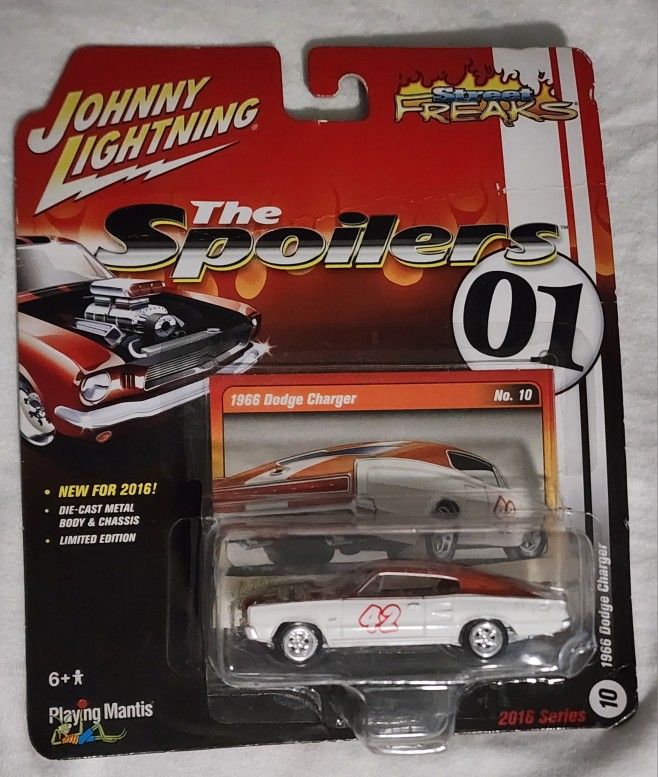 JOHNNY
LIGHTNING®
Street
FREAKS®
The
Spoilers™
01
1966 Dodge Charger No. 10
• NEW FOR 2016!
• DIE-CAST METAL
BODY & CHASSIS
• LIMITED EDITION
42
1966 Dodge Charger
6+
Playing Mantis
2016 Series 10